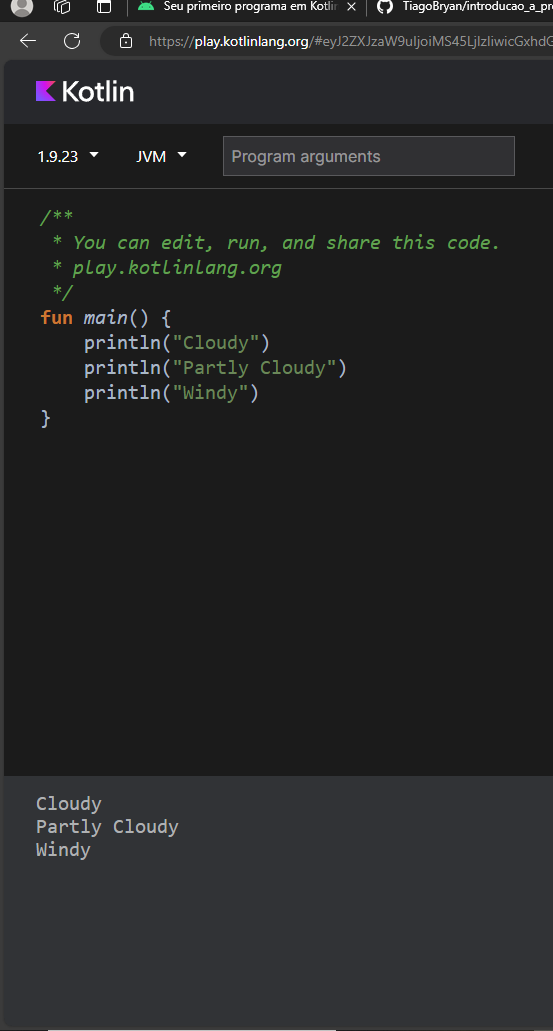 Seu primeiro programa em Kotlin
TiagoBryan/introducao_a_pr
https://play.kotlinlang.org/#eyJ2ZXJzaW9uIjoiMS45LjIzIiwicGxhdG
Kotlin
1.9.23 JVM Program arguments
/**
* You can edit, run, and share this code.
* play.kotlinlang.org
*/
fun main() {
println("Cloudy")
println("Partly Cloudy")
println("Windy")
}
Cloudy
Partly Cloudy
Windy